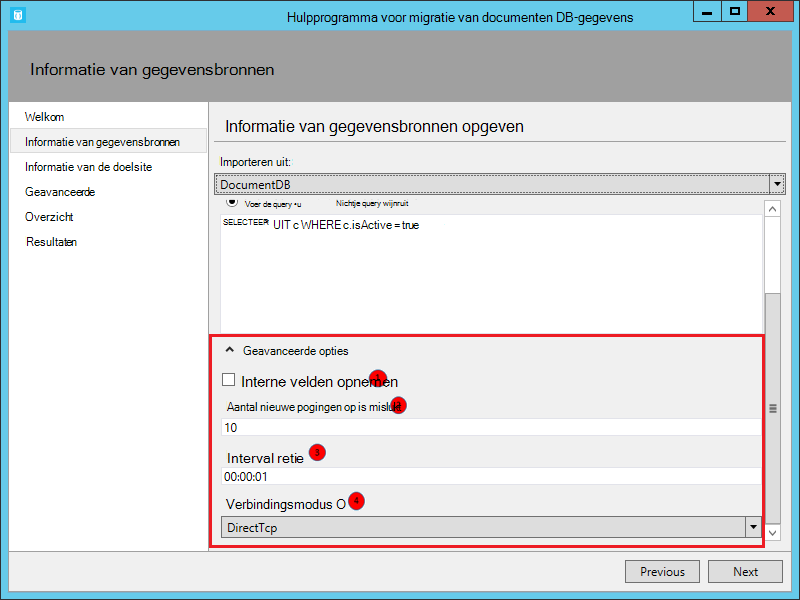 Hulpprogramma voor migratie van documenten DB-gegevens
Informatie van gegevensbronnen
Welkom
Informatie van gegevensbronnen
Informatie van de doelsite
Geavanceerde
Overzicht
Resultaten
Informatie van gegevensbronnen opgeven
Importeren uit:
DocumentDB
Voer de query •u Nichtje query wijnruit
SELECTEER UIT c WHERE c.isActive = true
Geavanceerde opties
Interne velden opnemen 1
Aantal nieuwe pogingen op is mislukt 2
10
Interval retie 3
00:00:01
Verbindingsmodus O 4
DirectTcp
Previous Next